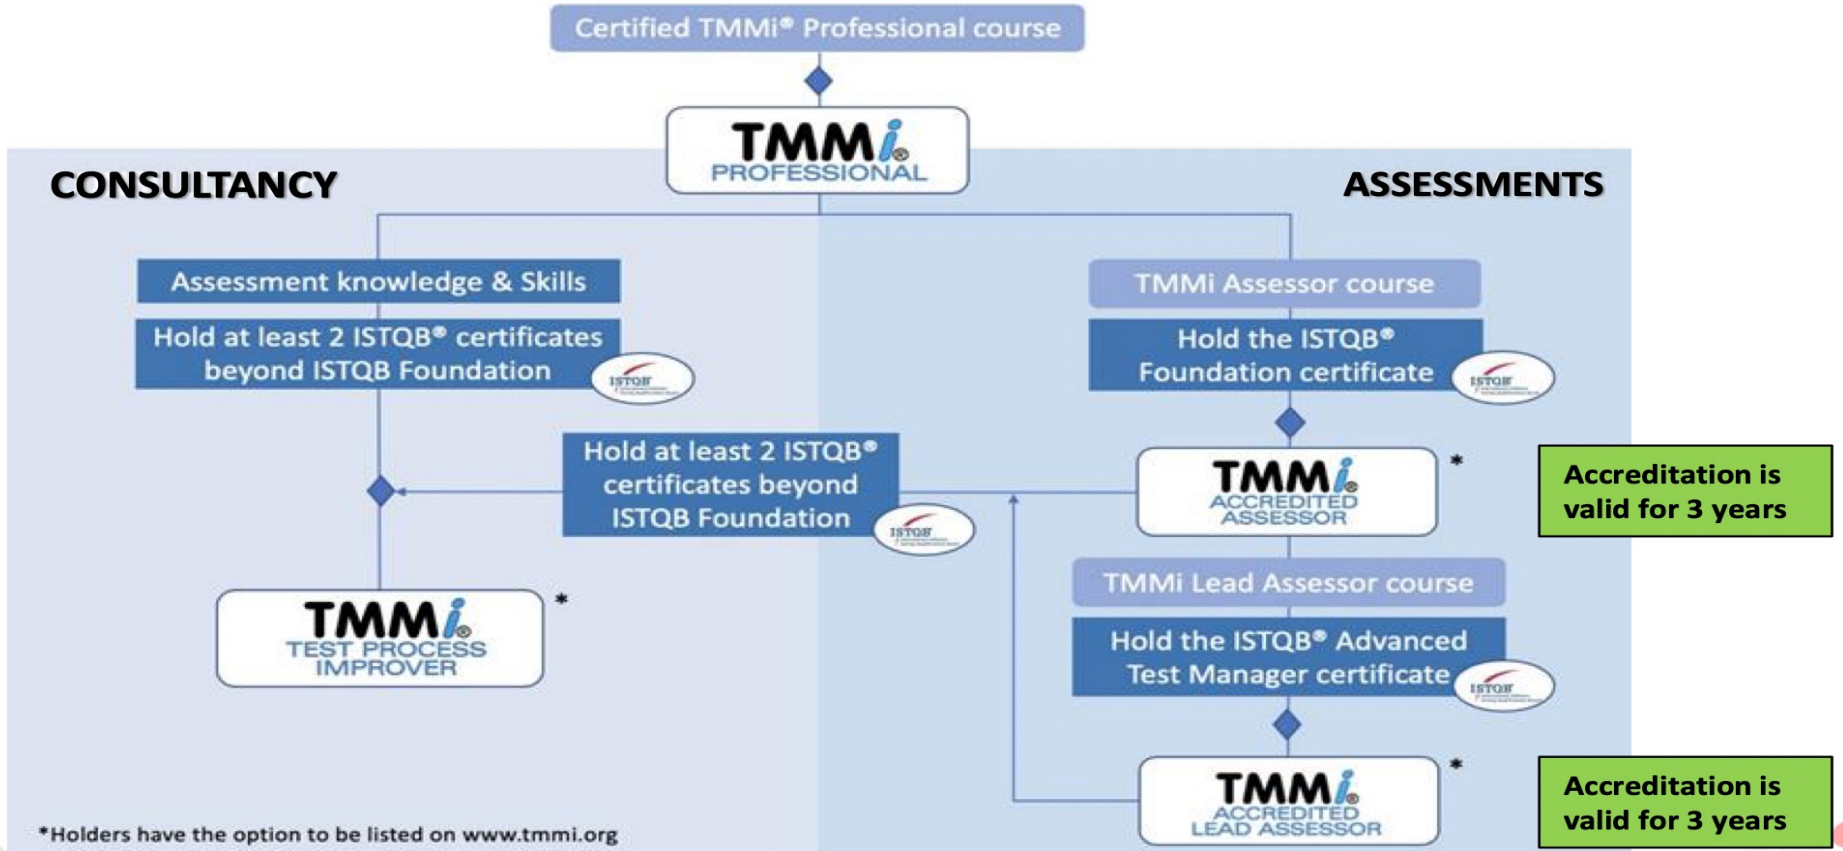 Certified TMMi® Professional course
TMMi®
PROFESSIONAL
CONSULTANCY
ASSESSMENTS
Assessment knowledge & Skills
Hold at least 2 ISTQB® certificates
beyond ISTQB Foundation
ISTQB®
TMMi Assessor course
Hold the ISTQB®
Foundation certificate
ISTQB®
Hold at least 2 ISTQB®
certificates beyond
ISTQB Foundation
ISTQB®
TMMi®
ACCREDITED
ASSESSOR
*
Accreditation is
valid for 3 years
TMMi®
TEST PROCESS
IMPROVER
*
TMMi Lead Assessor course
Hold the ISTQB® Advanced
Test Manager certificate
ISTQB®
TMMi®
ACCREDITED
LEAD ASSESSOR
*
Accreditation is
valid for 3 years
*Holders have the option to be listed on www.tmmi.org